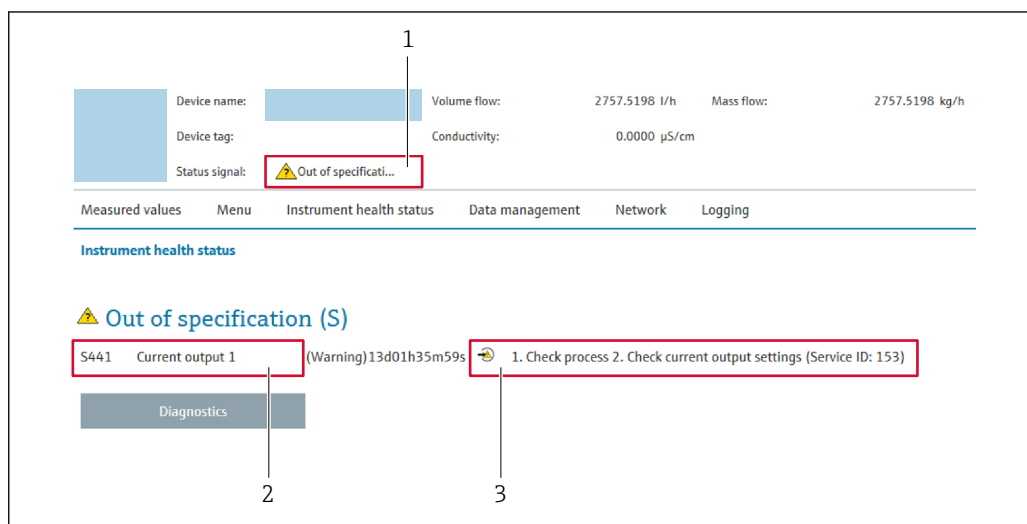 1
Device name: Volume flow: 2757.5198 l/h Mass flow: 2757.5198 kg/h
Device tag: Conductivity: 0.0000 µS/cm
Status signal: Out of specificati...
Measured values Menu Instrument health status Data management Network Logging
Instrument health status
Out of specification (S)
S441 Current output 1 (Warning)13d01h35m59s 1. Check process 2. Check current output settings (Service ID: 153)
Diagnostics
2 3